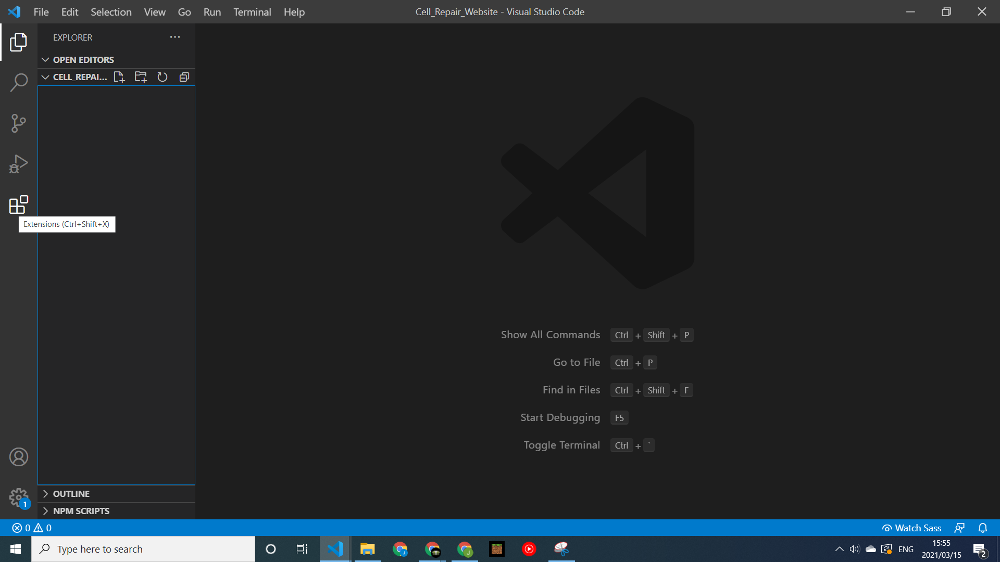 File Edit Selection View Go Run Terminal Help
Cell_Repair_Website - Visual Studio Code
EXPLORER
OPEN EDITORS
CELL_REPAI...
Extensions (Ctrl+Shift+X)
Show All Commands Ctrl + Shift + P
Go to File Ctrl + P
Find in Files Ctrl + Shift + F
Start Debugging F5
Toggle Terminal Ctrl + `
1
OUTLINE
NPM SCRIPTS
0 0
Watch Sass
Type here to search
J
J
ENG
15:55
2021/03/15
2